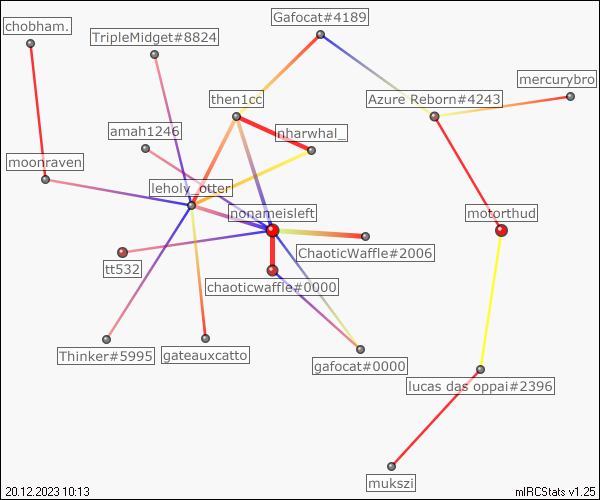 Gafocat#4189
chobham.
TripleMidget#8824
mercurybro
then1cc
Azure Reborn#4243
amah1246
nharwhal_
moonraven
leholy_otter
nonameisleft
motorthud
ChaoticWaffle#2006
tt532
chaoticwaffle#0000
Thinker#5995
gateauxcatto
gafocat#0000
lucas das oppai#2396
mukszi
20.12.2023 10:13
mIRCStats v1.25